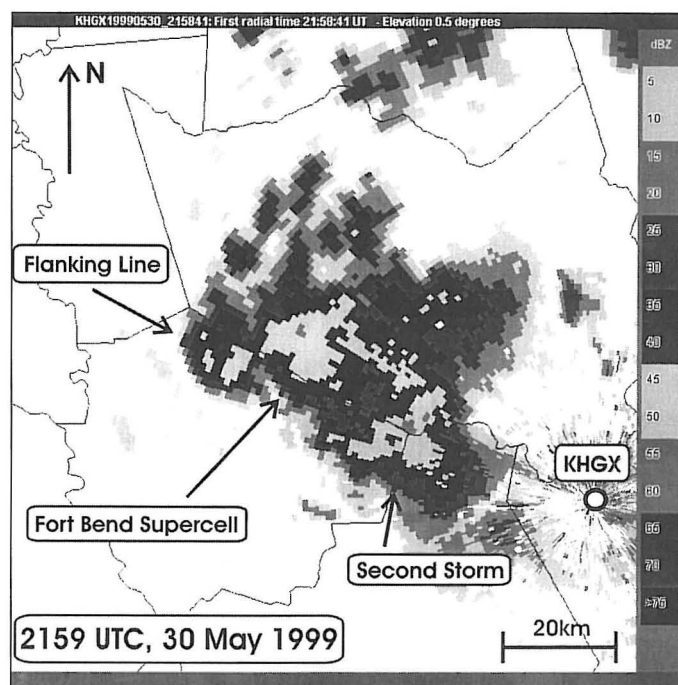 KHGX19990530_215841: First radial time 21:58:41 UT - Elevation 0.5 degrees
dBZ
N
5
10
15
20
25
30
35
40
45
50
55
60
65
70
>75
Flanking Line
Fort Bend Supercell
KHGX
Second Storm
2159 UTC, 30 May 1999
20km